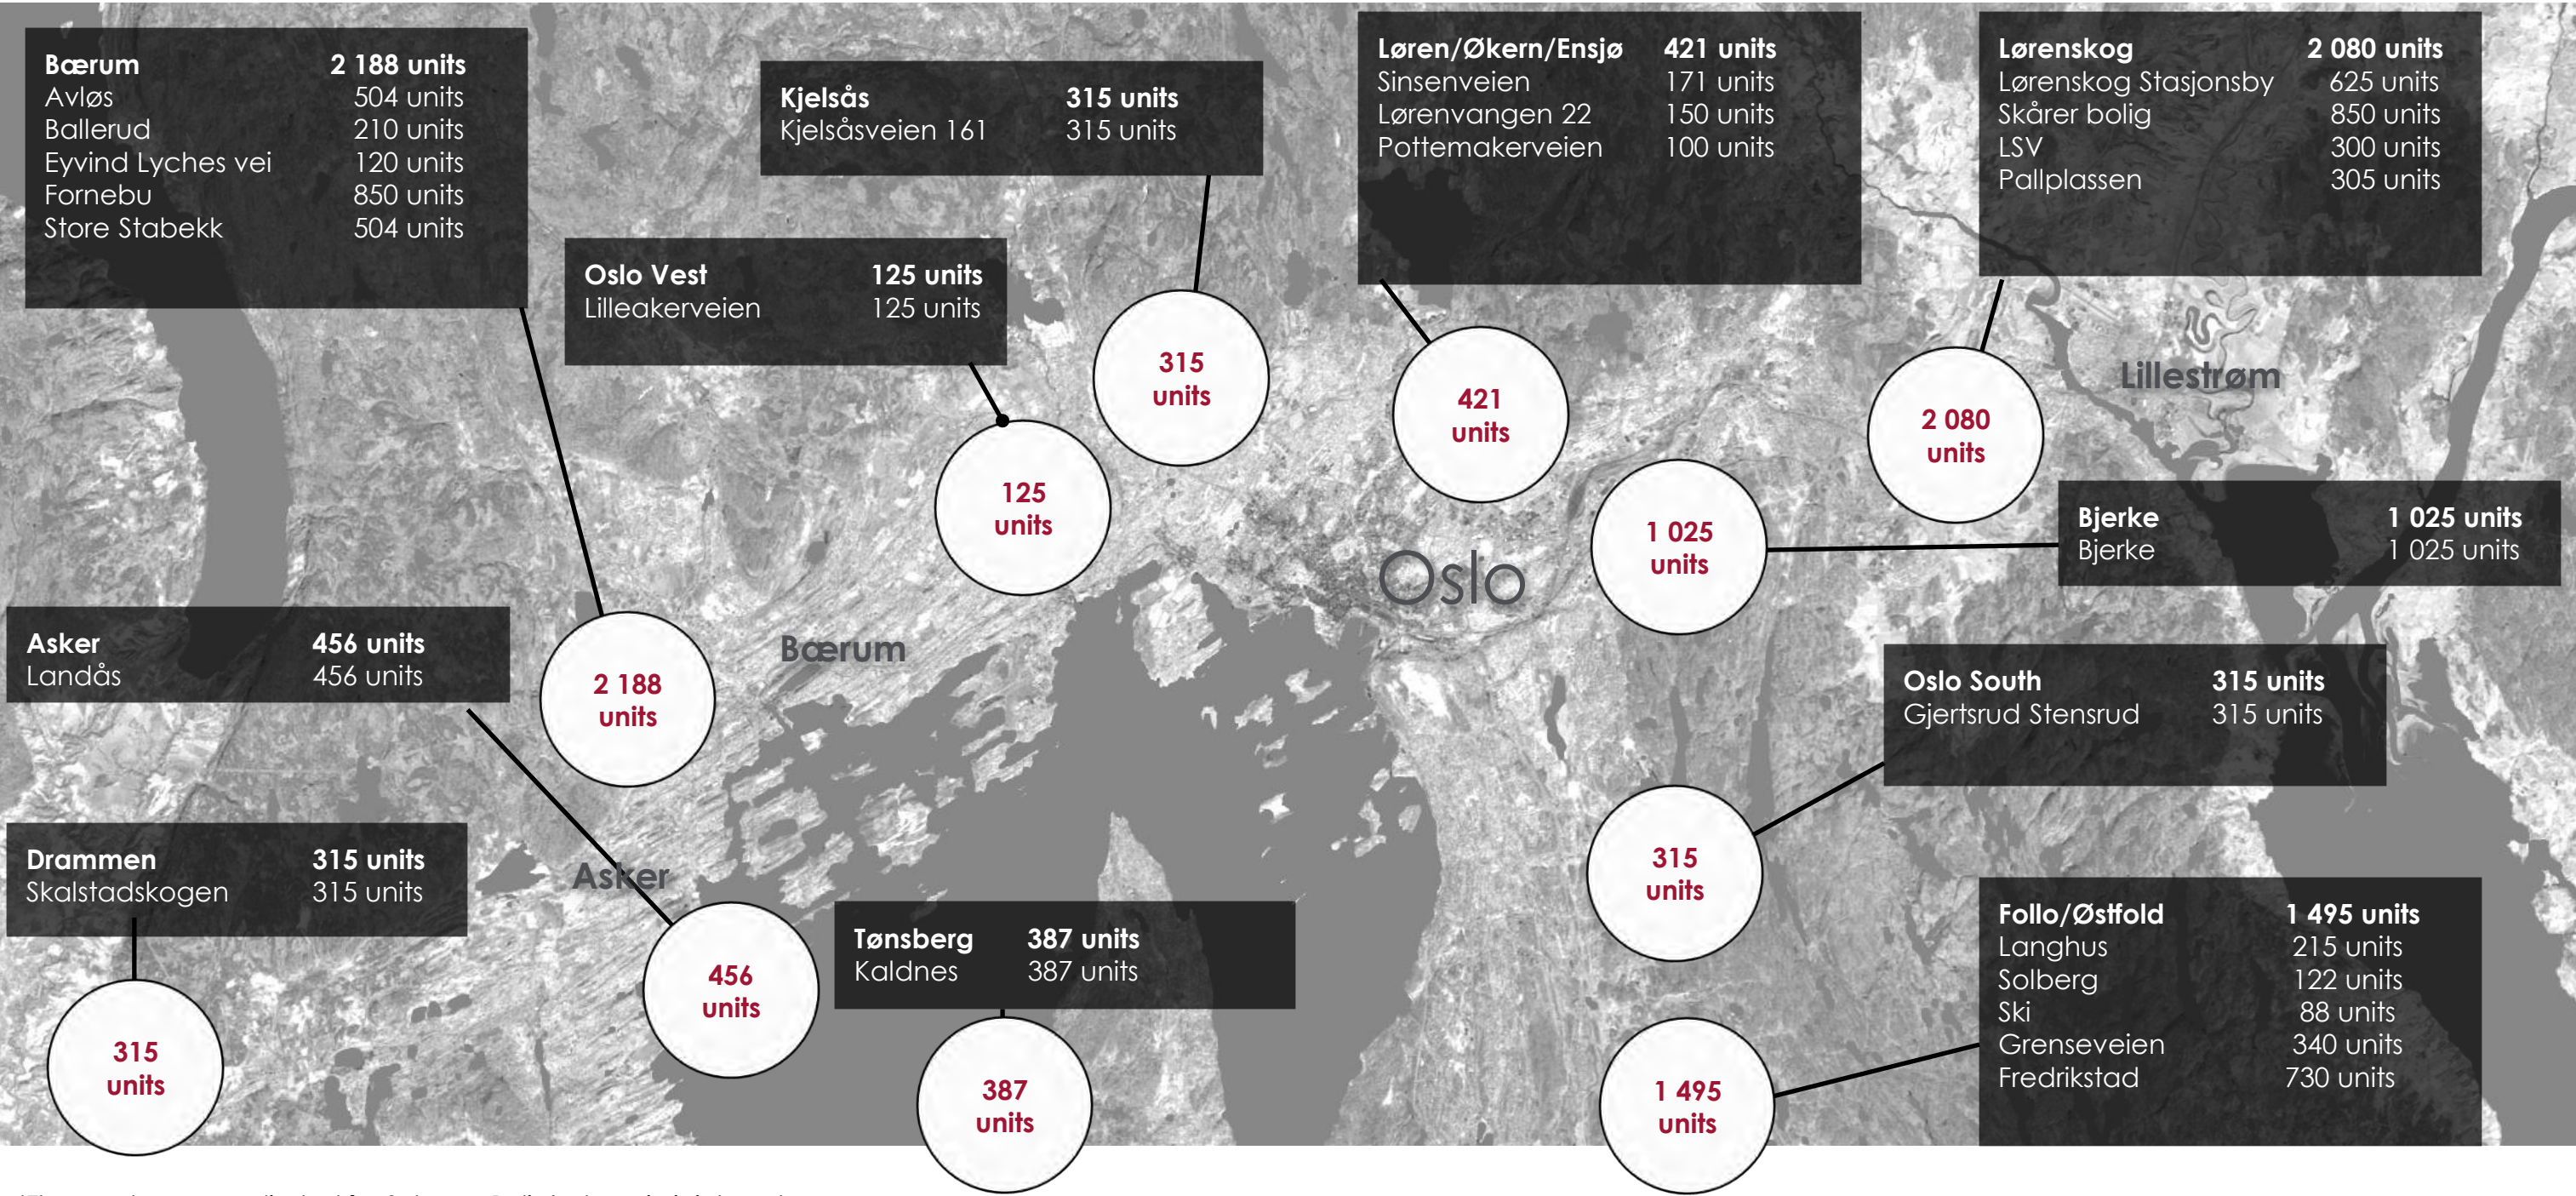 Bærum 2 188 units
Avløs 504 units
Ballerud 210 units
Eyvind Lyches vei 120 units
Fornebu 850 units
Store Stabekk 504 units
Kjelsås 315 units
Kjelsåsveien 161 315 units
Løren/Økern/Ensjø 421 units
Sinsenveien 171 units
Lørenvangen 22 150 units
Pottemakerveien 100 units
Lørenskog 2 080 units
Lørenskog Stasjonsby 625 units
Skårer bolig 850 units
LSV 300 units
Pallplassen 305 units
Oslo Vest 125 units
Lilleakerveien 125 units
315
units
421
units
2 080
units
Lillestrøm
125
units
1 025
units
Bjerke 1 025 units
Bjerke 1 025 units
Oslo
Asker 456 units
Landås 456 units
2 188
units
Bærum
Oslo South 315 units
Gjertsrud Stensrud 315 units
Drammen 315 units
Skalstadskogen 315 units
Asker
315
units
Tønsberg 387 units
Kaldnes 387 units
Follo/Østfold 1 495 units
Langhus 215 units
Solberg 122 units
Ski 88 units
Grenseveien 340 units
Fredrikstad 730 units
456
units
315
units
387
units
1 495
units